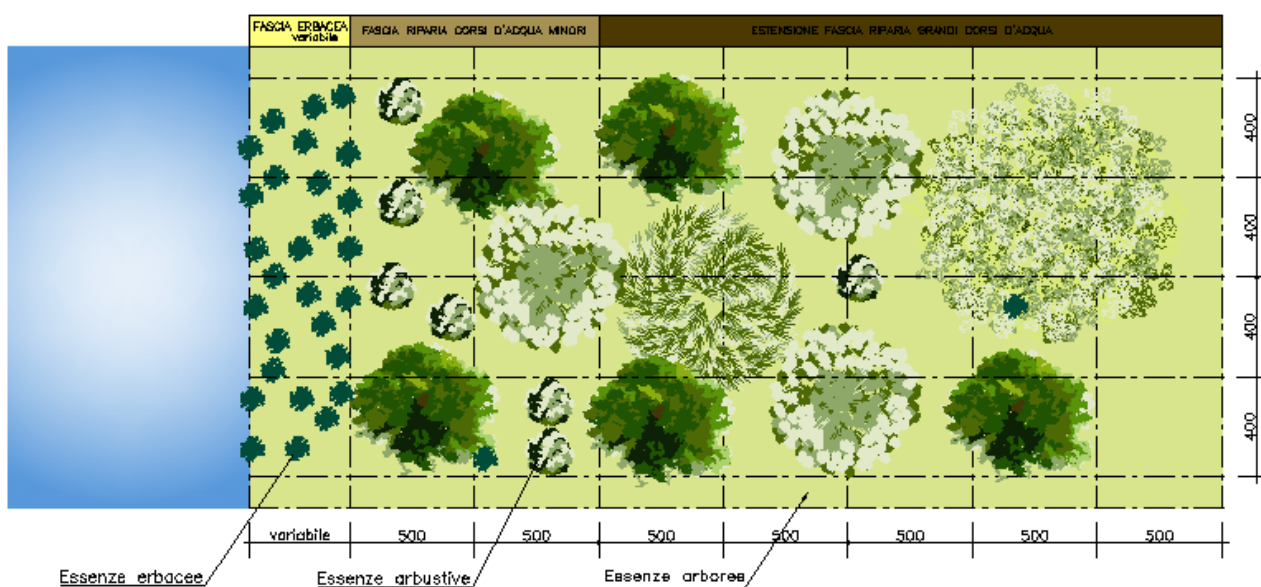 FASCIA ERBACEA
variabile
FASCIA RIPARIA CORSI D'ACQUA MINORI
ESTENSIONE FASCIA RIPARIA GRANDI CORSI D'ACQUA
400
400
400
400
variabile
500
500
500
500
500
500
500
Essenze erbacee
Essenze arbustive
Essenze arboree